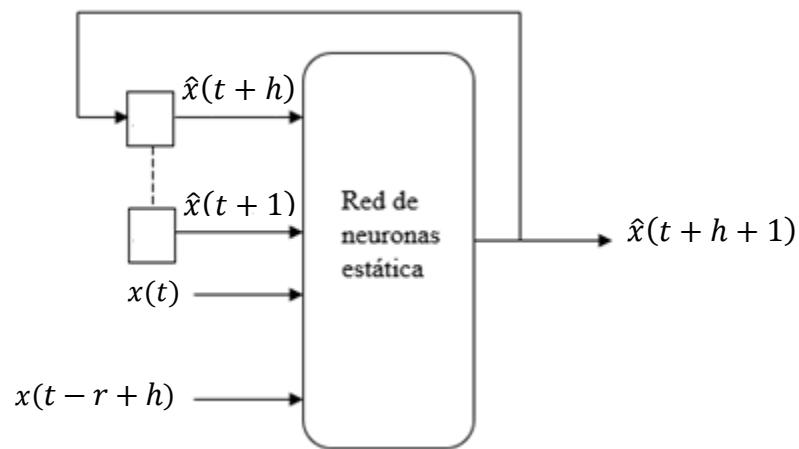 x̂(t + h)
x̂(t + 1)
x(t)
x(t − r + h)
Red de
neuronas
estática
x̂(t + h + 1)